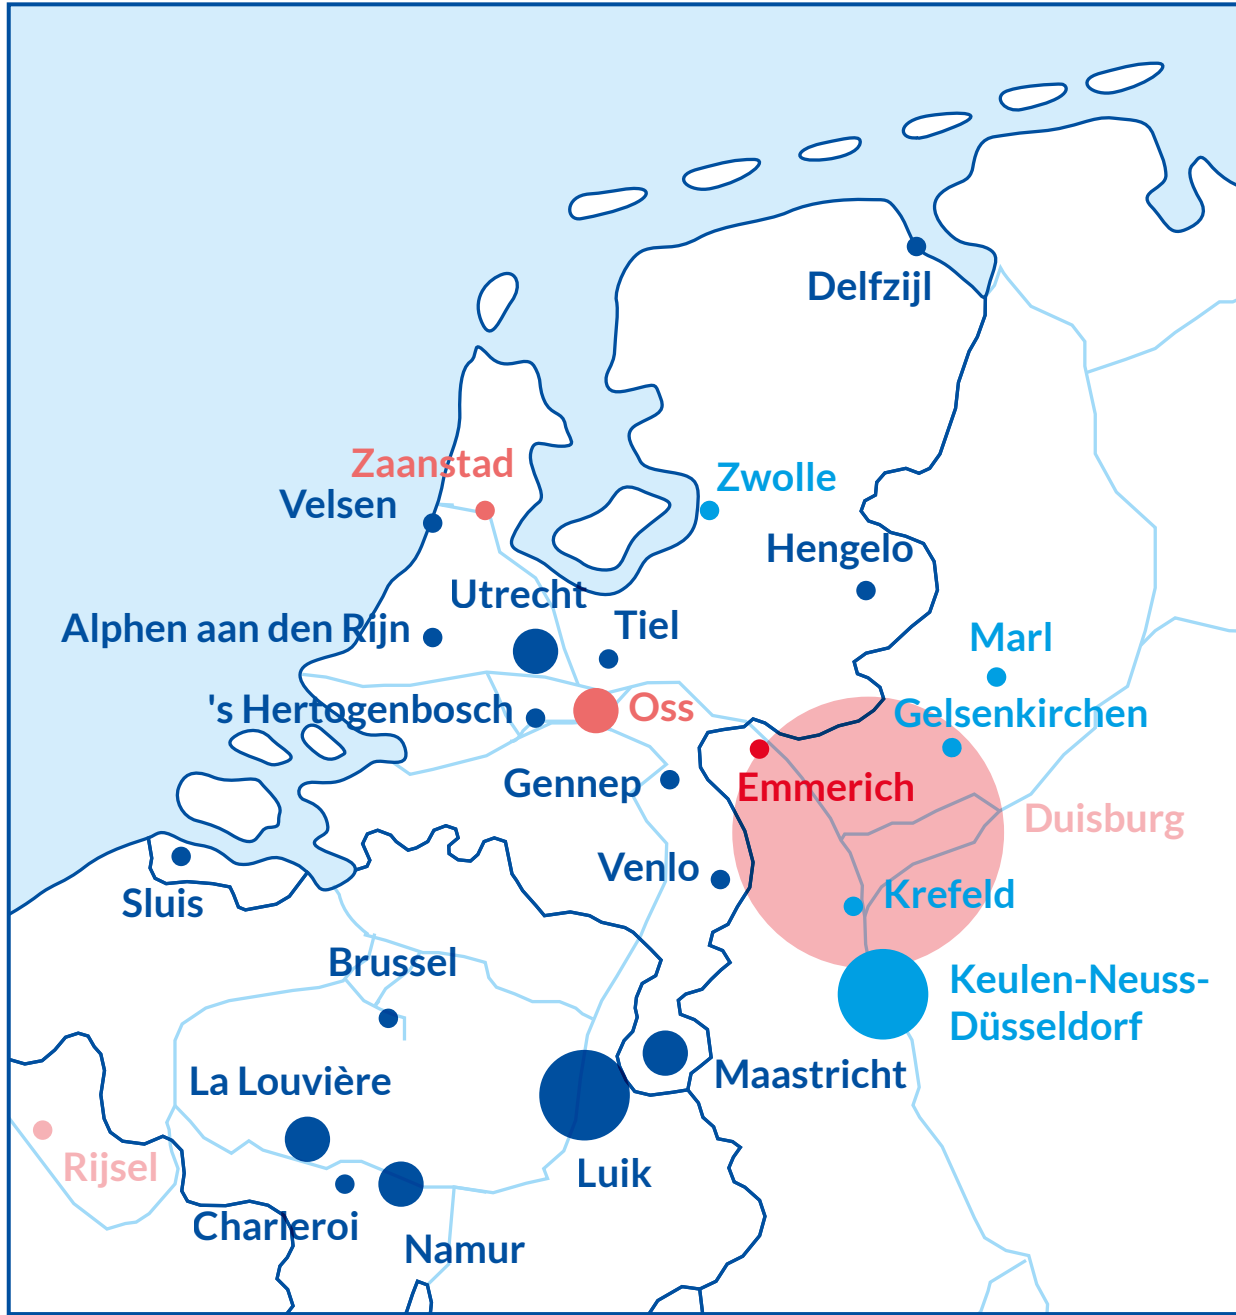 Delfzijl
Zaanstad
Zwolle
Velsen
Hengelo
Utrecht
Alphen aan den Rijn
Tiel
Marl
's Hertogenbosch
Oss
Gelsenkirchen
Gennep
Emmerich
Duisburg
Venlo
Krefeld
Sluis
Brussel
Keulen-Neuss-
Düsseldorf
La Louvière
Maastricht
Rijsel
Luik
Charleroi
Namur